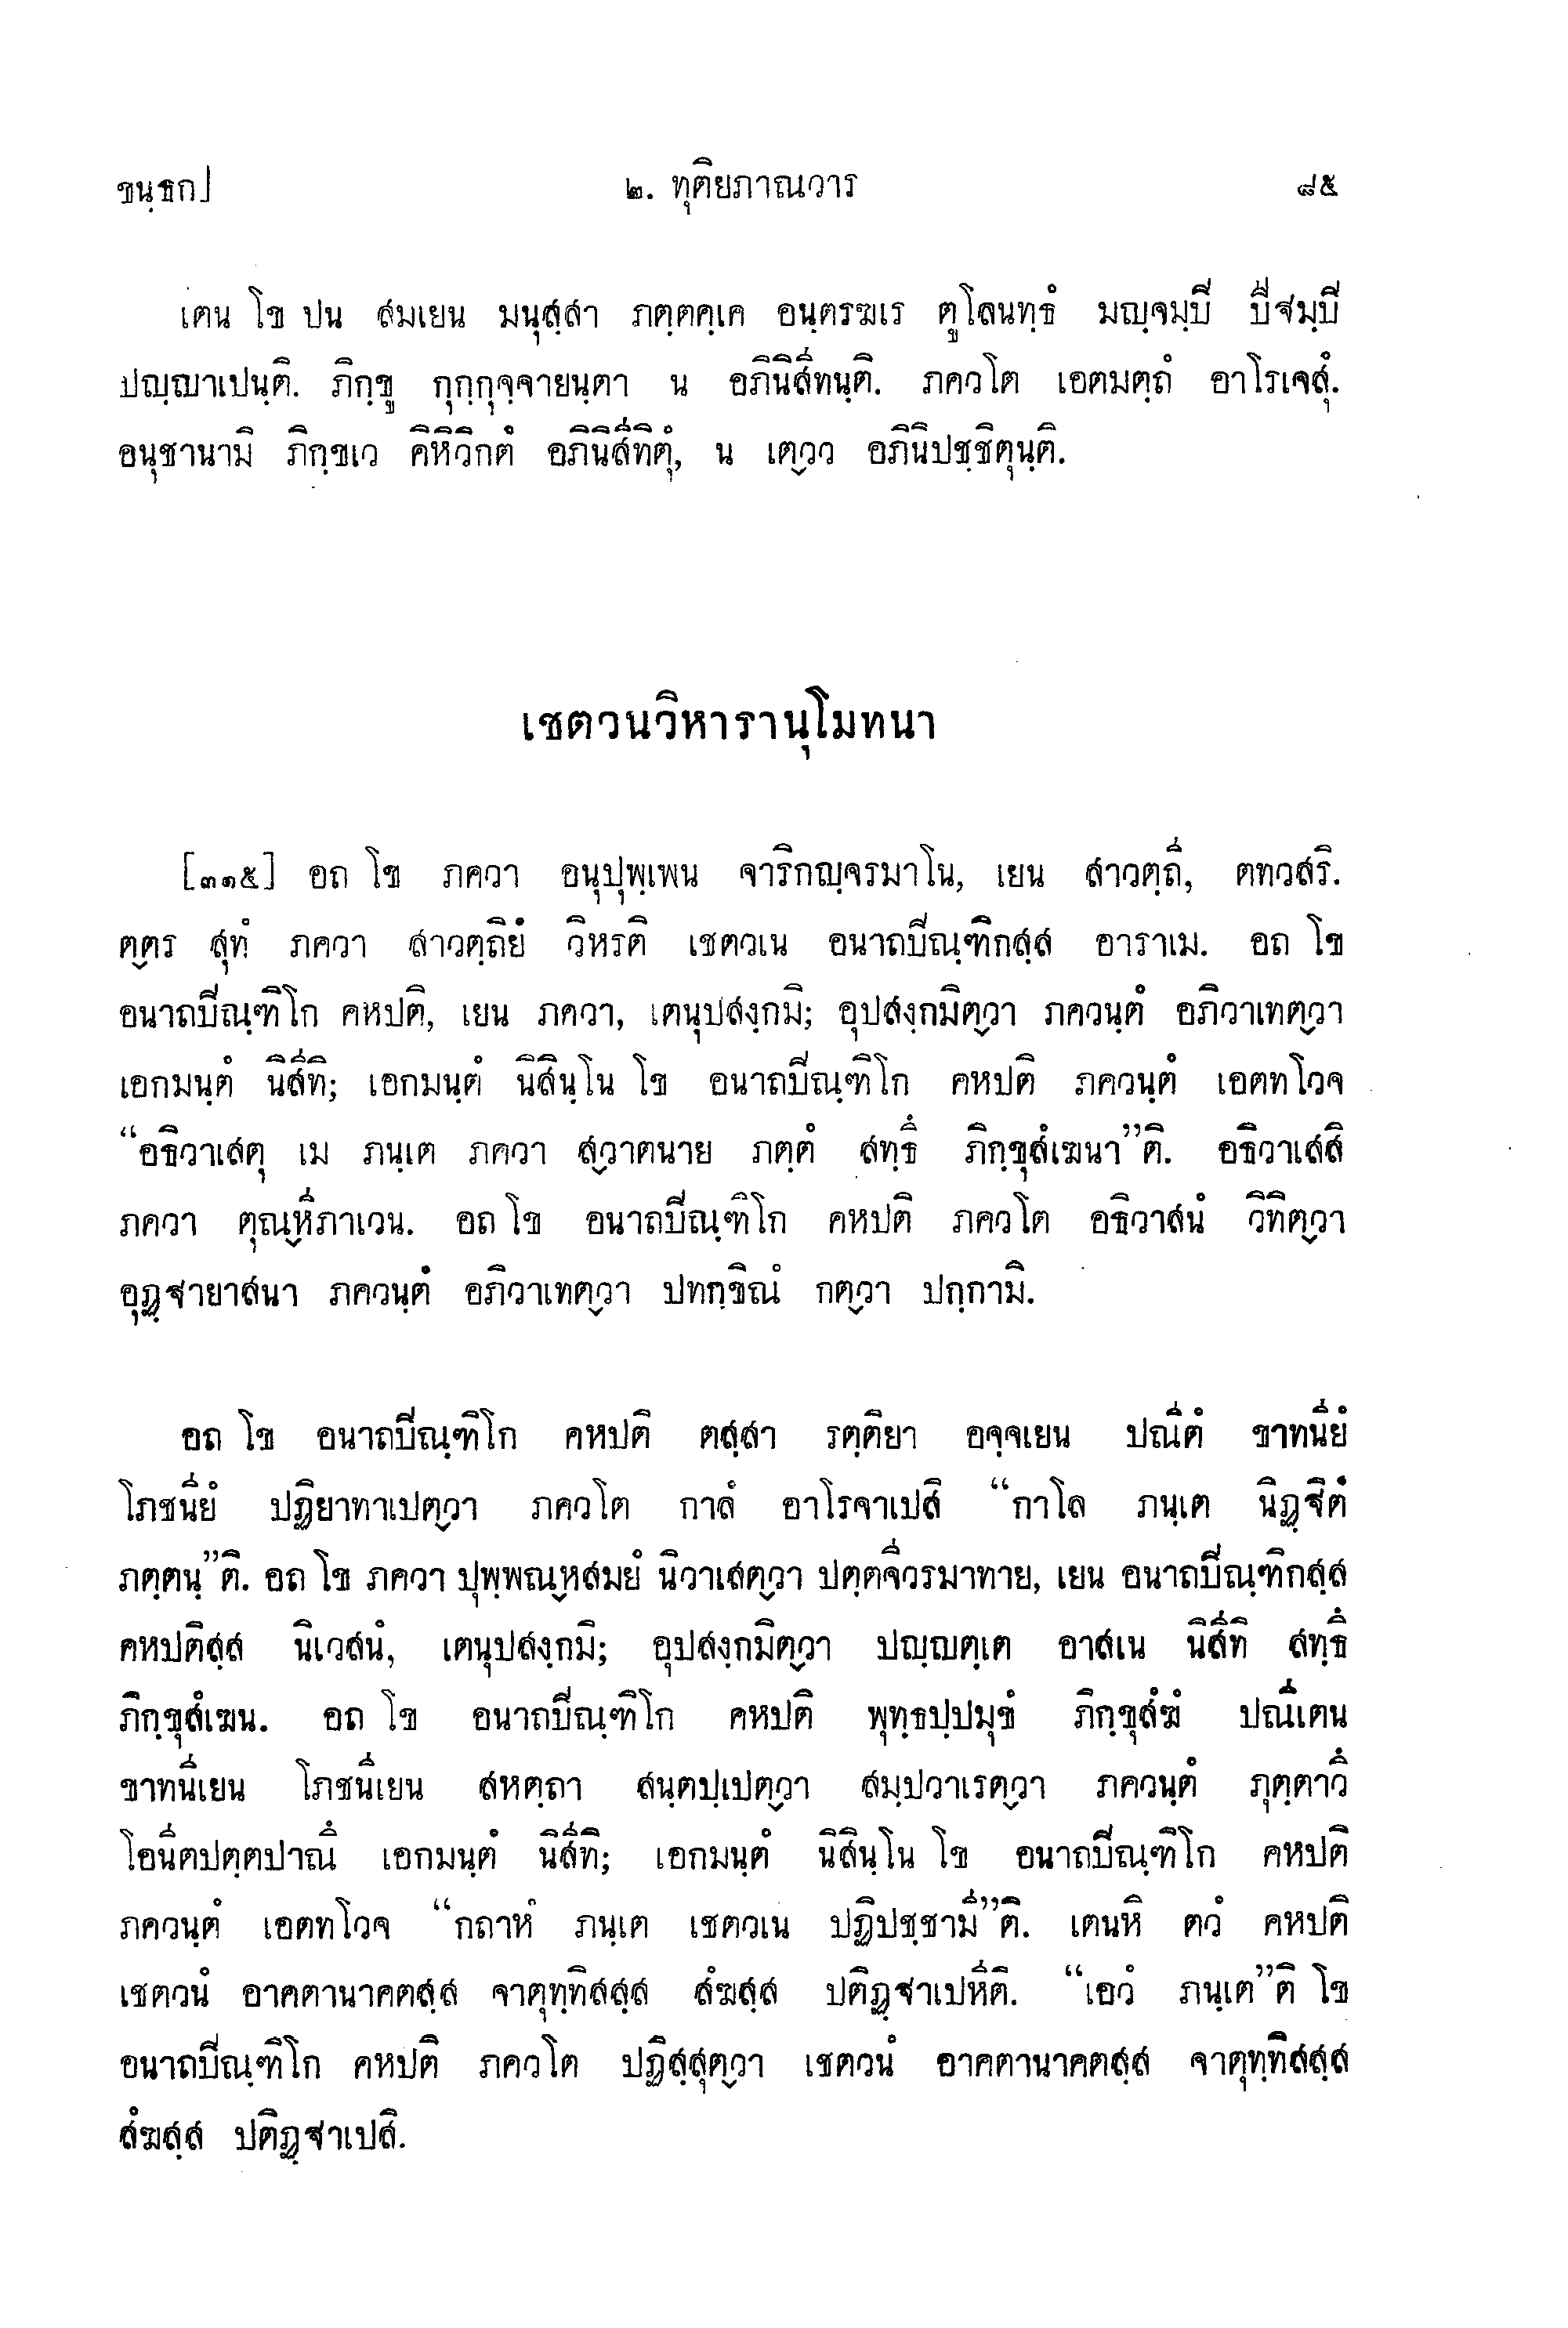 ขนฺธก]    ๒. ทุติยภาณวาร    ๘๕
เตน โข ปน สมเยน มนุสฺสา ภตฺตคฺเค อนฺตรฆเร ตูโลนทฺธํ มญฺจมฺปี ปีฐมฺปี
ปญฺญาเปนฺติ. ภิกฺขู กุกฺกุจฺจายนฺตา น อภินิสีทนฺติ. ภควโต เอตมตฺถํ อาโรเจสุํ.
อนุชานามิ ภิกฺขเว คิหิวิกตํ อภินิสีทิตุํ, น เตฺวว อภินิปชฺชิตุนฺติ.
เชตวนวิหารานุโมทนา
[๓๑๕] อถ โข ภควา อนุปุพฺเพน จาริกญฺจรมาโน, เยน สาวตฺถี, ตทวสริ.
ตตฺร สุทํ ภควา สาวตฺถิยํ วิหรติ เชตวเน อนาถปิณฺฑิกสฺส อาราเม. อถ โข
อนาถปิณฺฑิโก คหปติ, เยน ภควา, เตนุปสงฺกมิ; อุปสงฺกมิตฺวา ภควนฺตํ อภิวาเทตฺวา
เอกมนฺตํ นิสีทิ; เอกมนฺตํ นิสินฺโน โข อนาถปิณฺฑิโก คหปติ ภควนฺตํ เอตทโวจ
“อธิวาเสตุ เม ภนฺเต ภควา สฺวาตนาย ภตฺตํ สทฺธึ ภิกฺขุสํเฆนา”ติ. อธิวาเสสิ
ภควา ตุณฺหีภาเวน. อถ โข อนาถปิณฺฑิโก คหปติ ภควโต อธิวาสนํ วิทิตฺวา
อุฏฺฐายาสนา ภควนฺตํ อภิวาเทตฺวา ปทกฺขิณํ กตฺวา ปกฺกามิ.
อถ โข อนาถปิณฺฑิโก คหปติ ตสฺสา รตฺติยา อจฺจเยน ปณีตํ ขาทนียํ
โภชนียํ ปฏิยาทาเปตฺวา ภควโต กาลํ อาโรจาเปสิ “กาโล ภนฺเต นิฏฺฐิตํ
ภตฺตนฺ”ติ. อถ โข ภควา ปุพฺพณฺหสมยํ นิวาเสตฺวา ปตฺตจีวรมาทาย, เยน อนาถปิณฺฑิกสฺส
คหปติสฺส นิเวสนํ, เตนุปสงฺกมิ; อุปสงฺกมิตฺวา ปญฺญตฺเต อาสเน นิสีทิ สทฺธึ
ภิกฺขุสํเฆน. อถ โข อนาถปิณฺฑิโก คหปติ พุทฺธปฺปมุขํ ภิกฺขุสํฆํ ปณีเตน
ขาทนีเยน โภชนีเยน สหตฺถา สนฺตปฺเปตฺวา สมฺปวาเรตฺวา ภควนฺตํ ภุตฺตาวึ
โอนีตปตฺตปาณึ เอกมนฺตํ นิสีทิ; เอกมนฺตํ นิสินฺโน โข อนาถปิณฺฑิโก คหปติ
ภควนฺตํ เอตทโวจ “กถาหํ ภนฺเต เชตวเน ปฏิปชฺชามี”ติ. เตนหิ ตวํ คหปติ
เชตวนํ อาคตานาคตสฺส จาตุทฺทิสสฺส สํฆสฺส ปติฏฺฐาเปหีติ. “เอวํ ภนฺเต”ติ โข
อนาถปิณฺฑิโก คหปติ ภควโต ปฏิสฺสุตฺวา เชตวนํ อาคตานาคตสฺส จาตุทฺทิสสฺส
สํฆสฺส ปติฏฺฐาเปสิ.